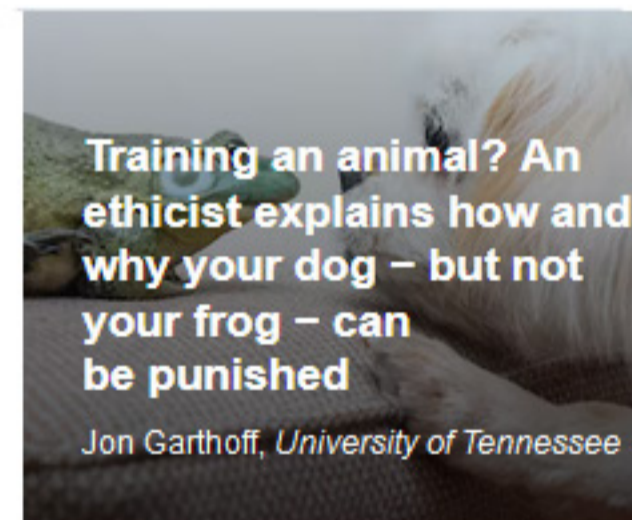 Training an animal? An
ethicist explains how and
why your dog – but not
your frog – can
be punished
Jon Garthoff, University of Tennessee